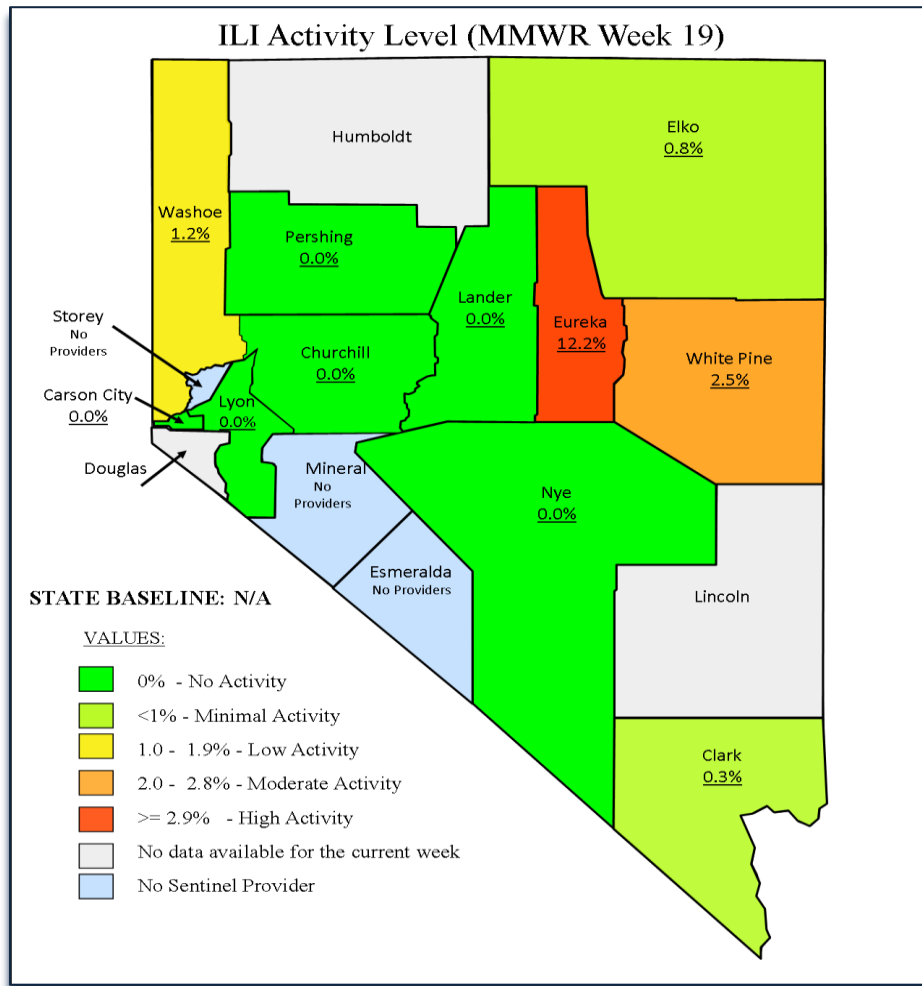 ILI Activity Level (MMWR Week 19)
Humboldt
Elko
0.8%
Washoe
1.2%
Pershing
0.0%
Lander
0.0%
Eureka
12.2%
Storey
No
Providers
Churchill
0.0%
White Pine
2.5%
Carson City
0.0%
Lyon
0.0%
Douglas
Mineral
No
Providers
Nye
0.0%
Esmeralda
No Providers
Lincoln
STATE BASELINE: N/A
VALUES:
0% - No Activity
<1% - Minimal Activity
1.0 - 1.9% - Low Activity
2.0 - 2.8% - Moderate Activity
>= 2.9% - High Activity
No data available for the current week
No Sentinel Provider
Clark
0.3%